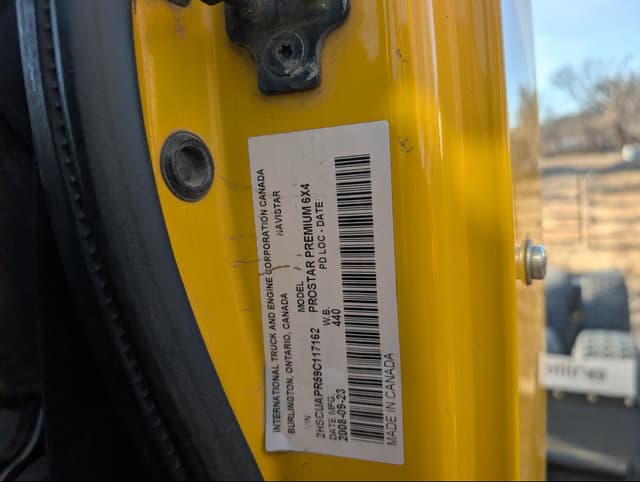 INTERNATIONAL TRUCK AND ENGINE CORPORATION CANADA
BURLINGTON, ONTARIO, CANADA NAVISTAR
VIN MODEL
2HSCUAPR59C117162 PROSTAR PREMIUM 6X4
DATE MFG. W.B. PD LOC - DATE
2008-09-23 440
MADE IN CANADA